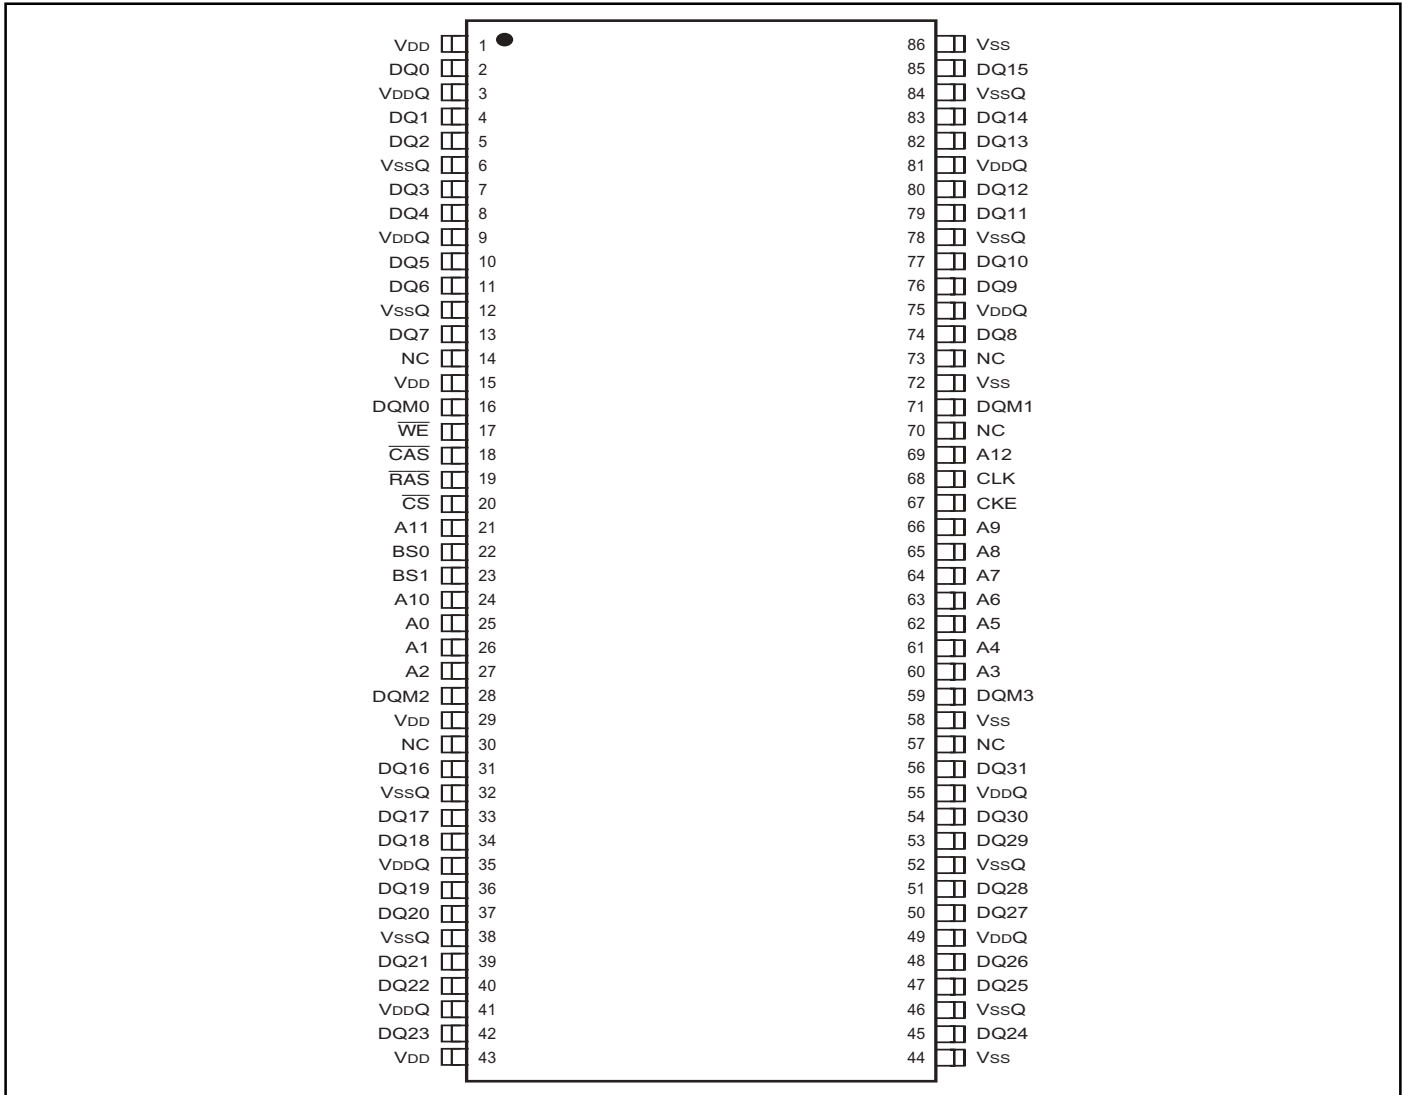 VDD 1 86 VSS
DQ0 2 85 DQ15
VDDQ 3 84 VSSQ
DQ1 4 83 DQ14
DQ2 5 82 DQ13
VSSQ 6 81 VDDQ
DQ3 7 80 DQ12
DQ4 8 79 DQ11
VDDQ 9 78 VSSQ
DQ5 10 77 DQ10
DQ6 11 76 DQ9
VSSQ 12 75 VDDQ
DQ7 13 74 DQ8
NC 14 73 NC
VDD 15 72 VSS
DQM0 16 71 DQM1
W̅E̅ 17 70 NC
C̅A̅S̅ 18 69 A12
R̅A̅S̅ 19 68 CLK
C̅S̅ 20 67 CKE
A11 21 66 A9
BS0 22 65 A8
BS1 23 64 A7
A10 24 63 A6
A0 25 62 A5
A1 26 61 A4
A2 27 60 A3
DQM2 28 59 DQM3
VDD 29 58 VSS
NC 30 57 NC
DQ16 31 56 DQ31
VSSQ 32 55 VDDQ
DQ17 33 54 DQ30
DQ18 34 53 DQ29
VDDQ 35 52 VSSQ
DQ19 36 51 DQ28
DQ20 37 50 DQ27
VSSQ 38 49 VDDQ
DQ21 39 48 DQ26
DQ22 40 47 DQ25
VDDQ 41 46 VSSQ
DQ23 42 45 DQ24
VDD 43 44 VSS